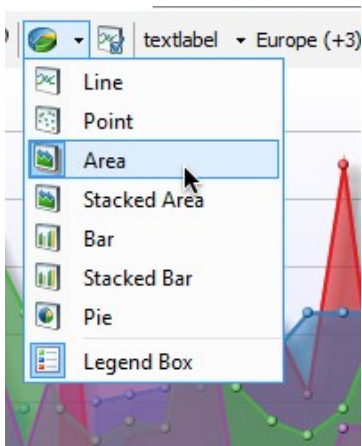 textlabel Europe (+3)
Line
Point
Area
Stacked Area
Bar
Stacked Bar
Pie
Legend Box